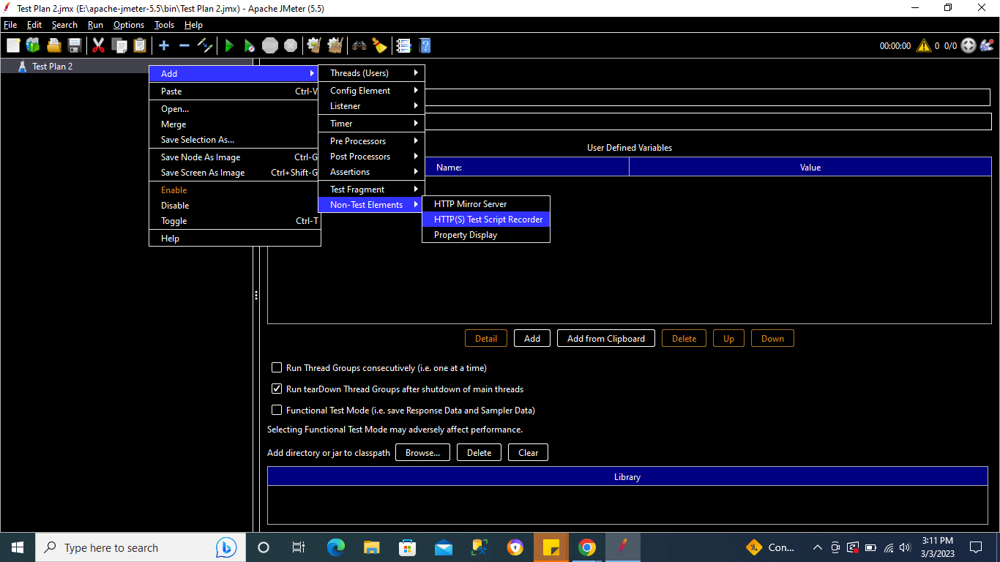 Test Plan 2.jmx (E:\apache-jmeter-5.5\bin\Test Plan 2.jmx) - Apache JMeter (5.5)
File Edit Search Run Options Tools Help
00:00:00 0 0/0
Test Plan 2
Add
Paste Ctrl-V
Open...
Merge
Save Selection As...
Save Node As Image Ctrl-G
Save Screen As Image Ctrl+Shift-G
Enable
Disable
Toggle Ctrl-T
Help
Threads (Users)
Config Element
Listener
Timer
Pre Processors
Post Processors
Assertions
Test Fragment
Non-Test Elements
HTTP Mirror Server
HTTP(S) Test Script Recorder
Property Display
User Defined Variables
Name: Value
Detail Add Add from Clipboard Delete Up Down
Run Thread Groups consecutively (i.e. one at a time)
Run tearDown Thread Groups after shutdown of main threads
Functional Test Mode (i.e. save Response Data and Sampler Data)
Selecting Functional Test Mode may adversely affect performance.
Add directory or jar to classpath Browse... Delete Clear
Library
Type here to search
Con...
3:11 PM
3/3/2023